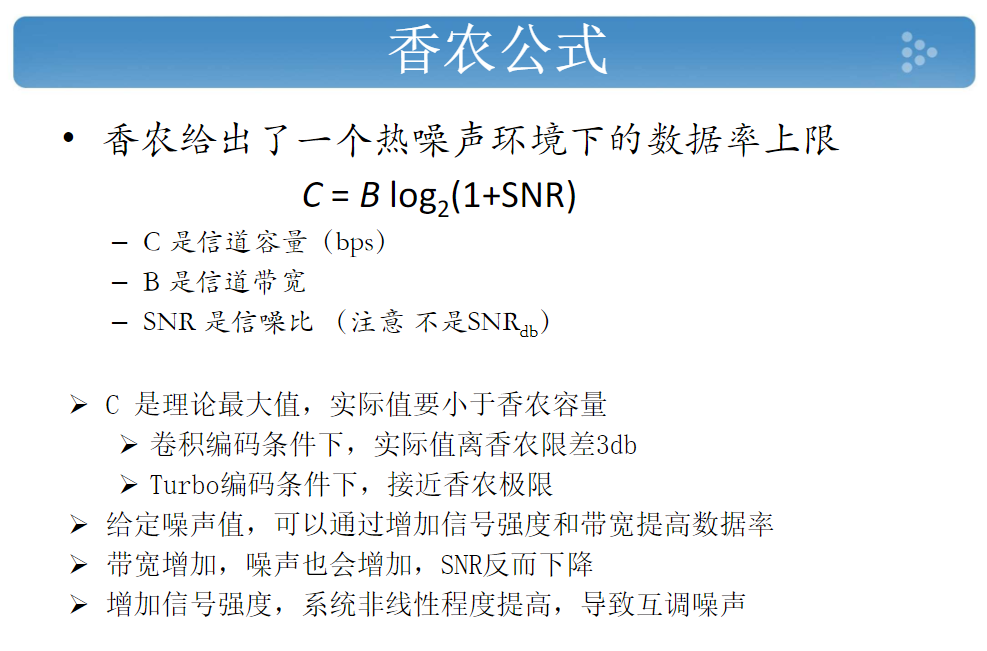 香农公式
• 香农给出了一个热噪声环境下的数据率上限
C = B log₂(1+SNR)
– C 是信道容量（bps）
– B 是信道带宽
– SNR 是信噪比 （注意 不是SNRdb）
➢ C 是理论最大值，实际值要小于香农容量
➢ 卷积编码条件下，实际值离香农限差3db
➢ Turbo编码条件下，接近香农极限
➢ 给定噪声值，可以通过增加信号强度和带宽提高数据率
➢ 带宽增加，噪声也会增加，SNR反而下降
➢ 增加信号强度，系统非线性程度提高，导致互调噪声